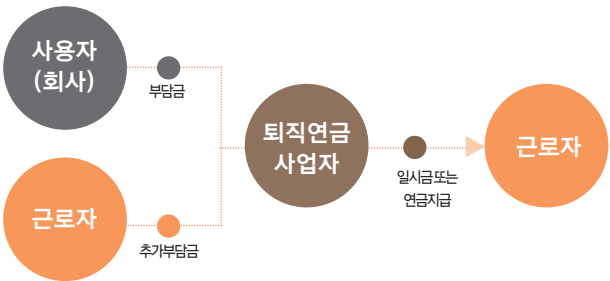 사용자
(회사)
부담금
근로자
추가부담금
퇴직연금
사업자
일시금 또는
연금지급
근로자